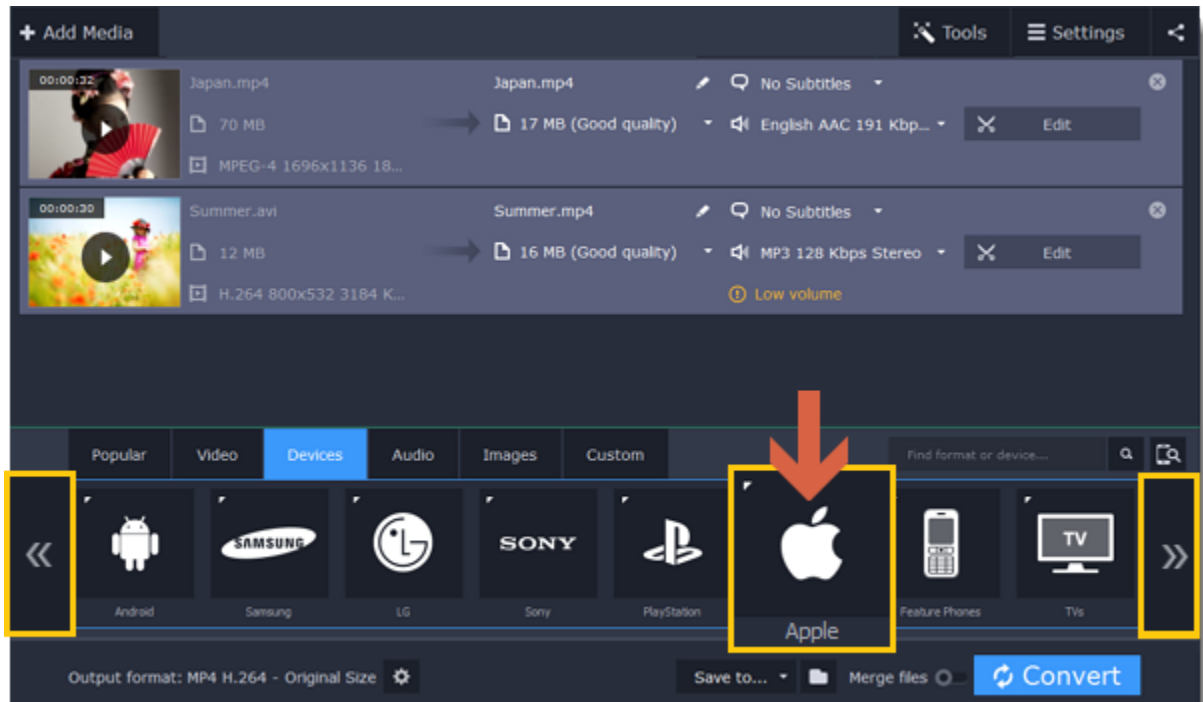 Add Media
Tools
Settings
00:00:32
Japan.mp4
Japan.mp4
No Subtitles
70 MB
17 MB (Good quality)
English AAC 191 Kbp...
Edit
MPEG-4 1696x1136 18...
00:00:30
Summer.avi
Summer.mp4
No Subtitles
12 MB
16 MB (Good quality)
MP3 128 Kbps Stereo
Edit
H.264 800x532 3184 K...
Low volume
Popular
Video
Devices
Audio
Images
Custom
Find format or device...
SAMSUNG
LG
SONY
TV
Android
Samsung
LG
Sony
PlayStation
Apple
Feature Phones
TVs
Output format: MP4 H.264 - Original Size
Save to...
Merge files
Convert